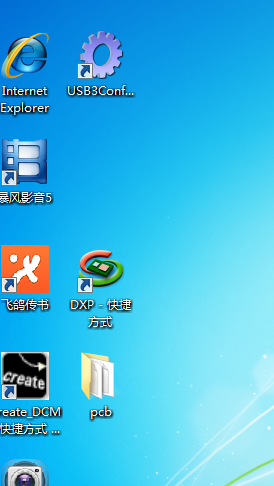 Internet
Explorer
USB3Conf...
暴风影音5
飞鸽传书
DXP - 快捷
方式
create
reate_DCM
快捷方式 ...
pcb